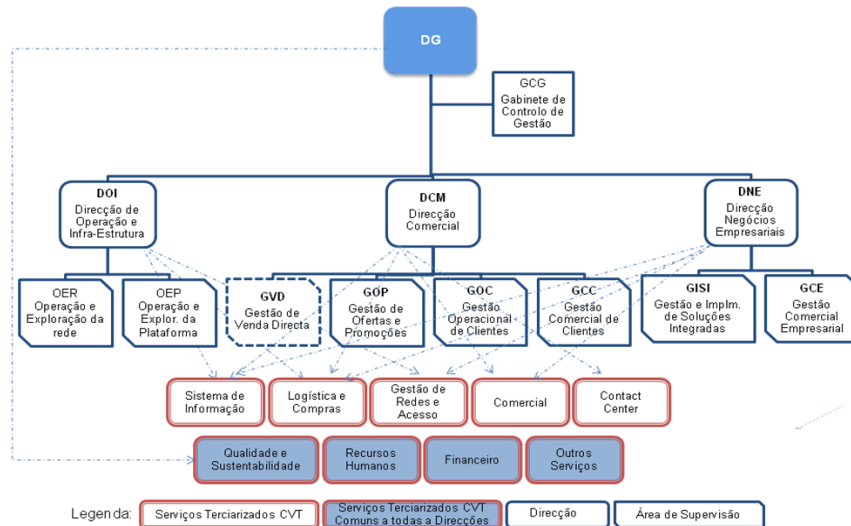 DG
GCG
Gabinete de
Controlo de
Gestão
DOI
Direcção de
Operação e
Infra-Estrutura
DCM
Direcção
Comercial
DNE
Direcção
Negócios
Empresariais
OER
Operação e
Exploração da
rede
OEP
Operação e
Explor. da
Plataforma
GVD
Gestão de
Venda Directa
GOP
Gestão de
Ofertas e
Promoções
GOC
Gestão
Operacional
de Clientes
GCC
Gestão
Comercial
de Clientes
GISI
Gestão e Implm.
de Soluções
Integradas
GCE
Gestão
Comercial
Empresarial
Sistema de
Informação
Logística e
Compras
Gestão de
Redes e
Acesso
Comercial
Contact
Center
Qualidade e
Sustentabilidade
Recursos
Humanos
Financeiro
Outros
Serviços
Legenda:
Serviços Terciarizados CVT
Serviços Terciarizados CVT
Comuns a todas a Direcções
Direcção
Área de Supervisão